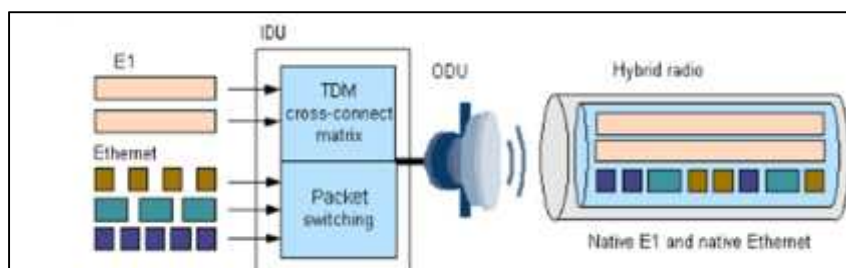 IDU
E1
TDM
cross-connect
matrix
ODU
Hybrid radio
Ethernet
Packet
switching
Native E1 and native Ethernet